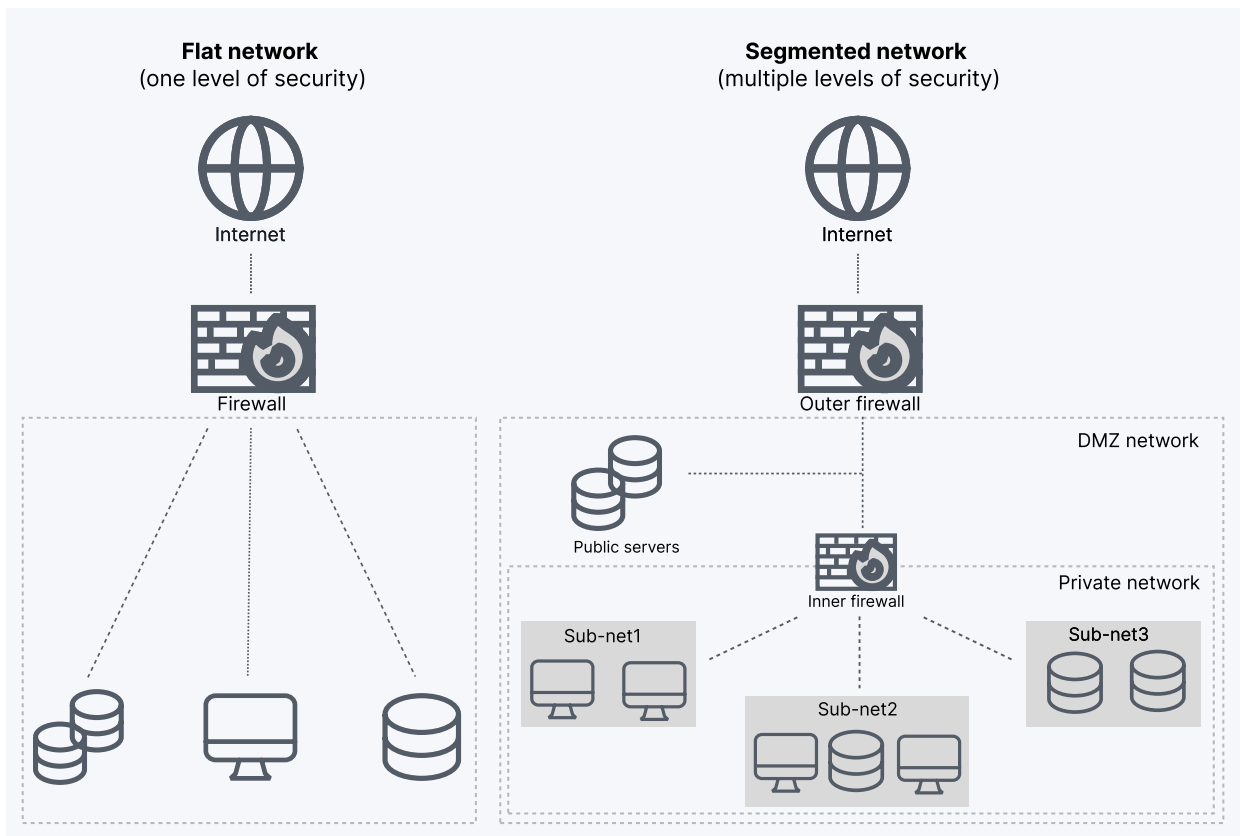 Flat network
(one level of security)
Internet
Firewall
Segmented network
(multiple levels of security)
Internet
Outer firewall
DMZ network
Public servers
Inner firewall
Private network
Sub-net1
Sub-net2
Sub-net3